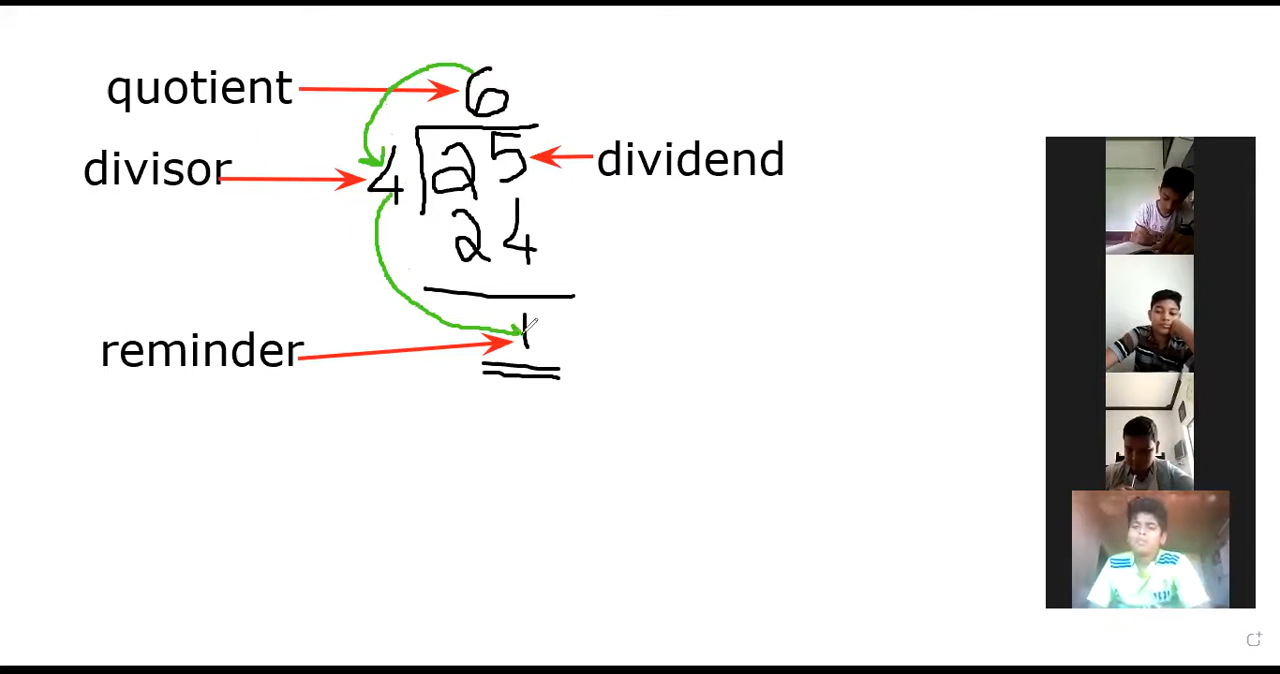 quotient 6
divisor 4 25 dividend
24
reminder 1